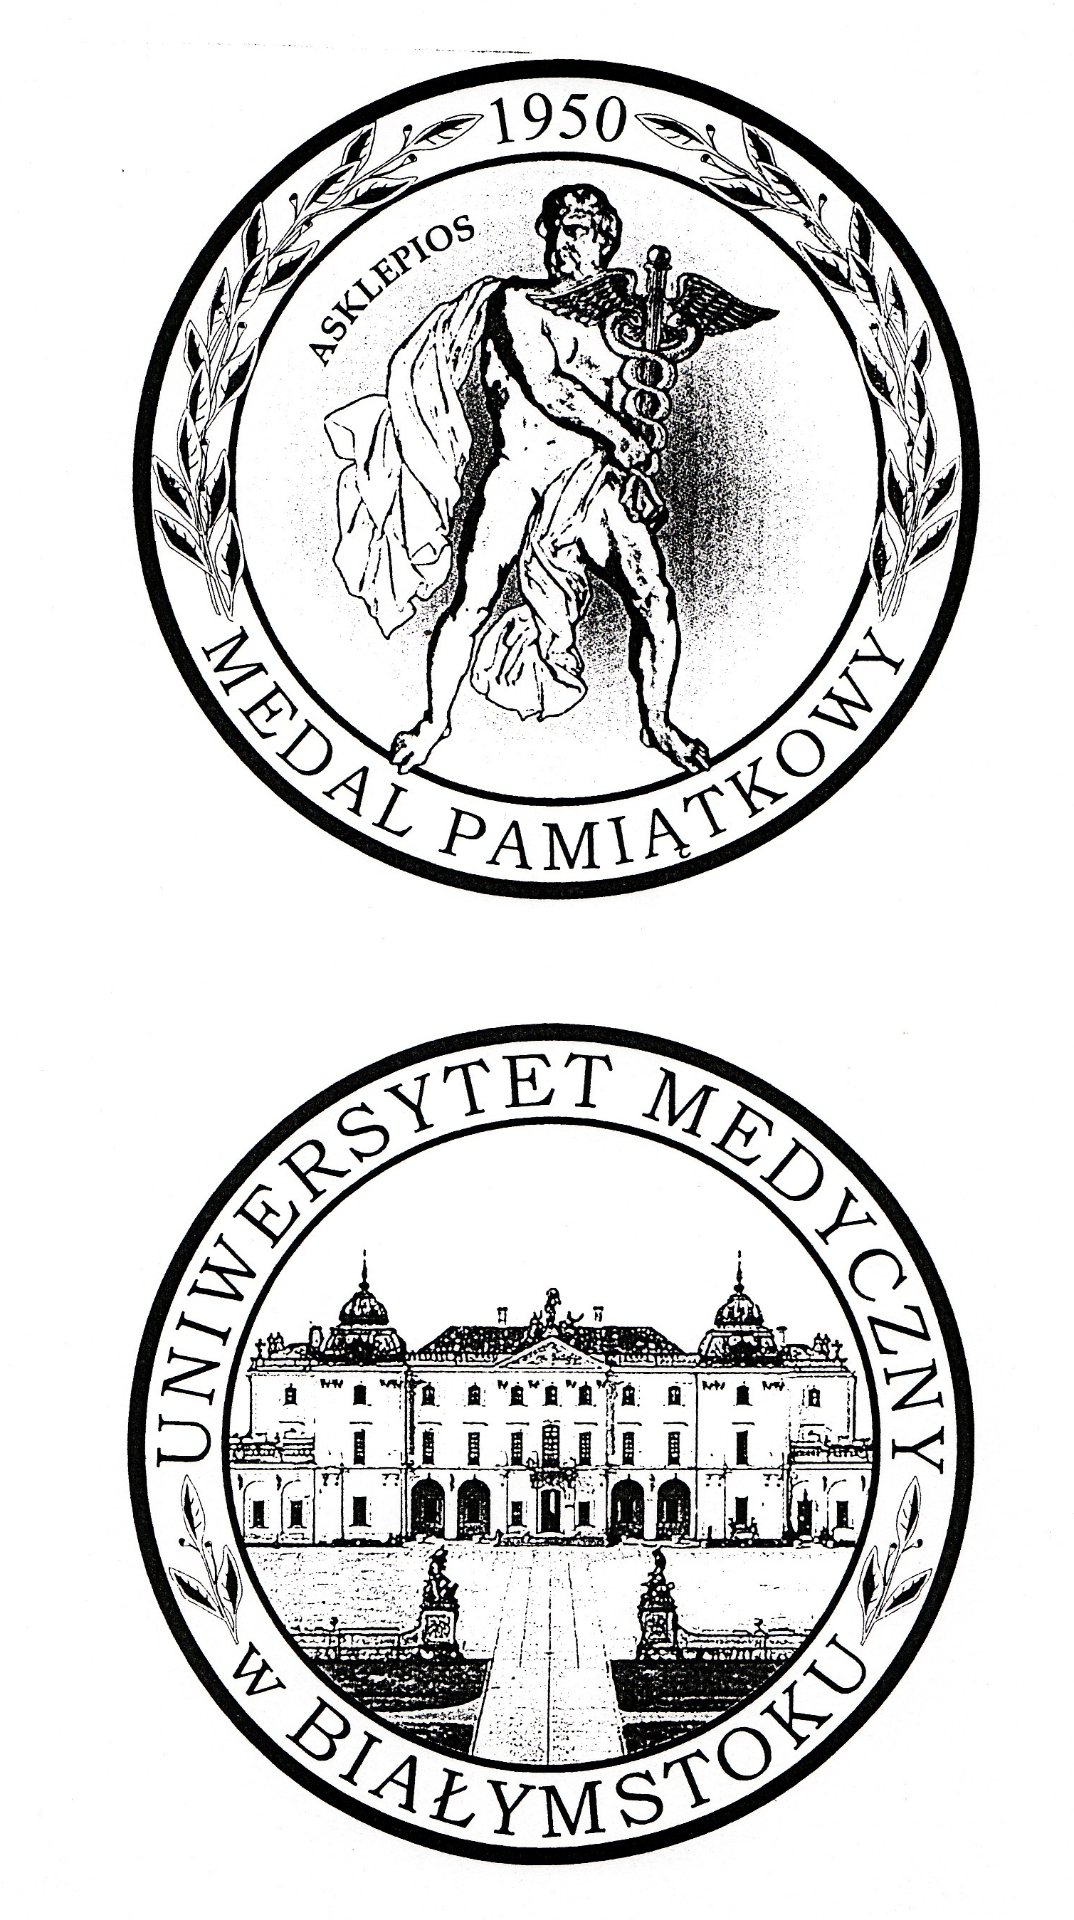 1950
ASKLEPIOS
MEDAL PAMIĄTKOWY
UNIWERSYTET MEDYCZNY
W BIAŁYMSTOKU